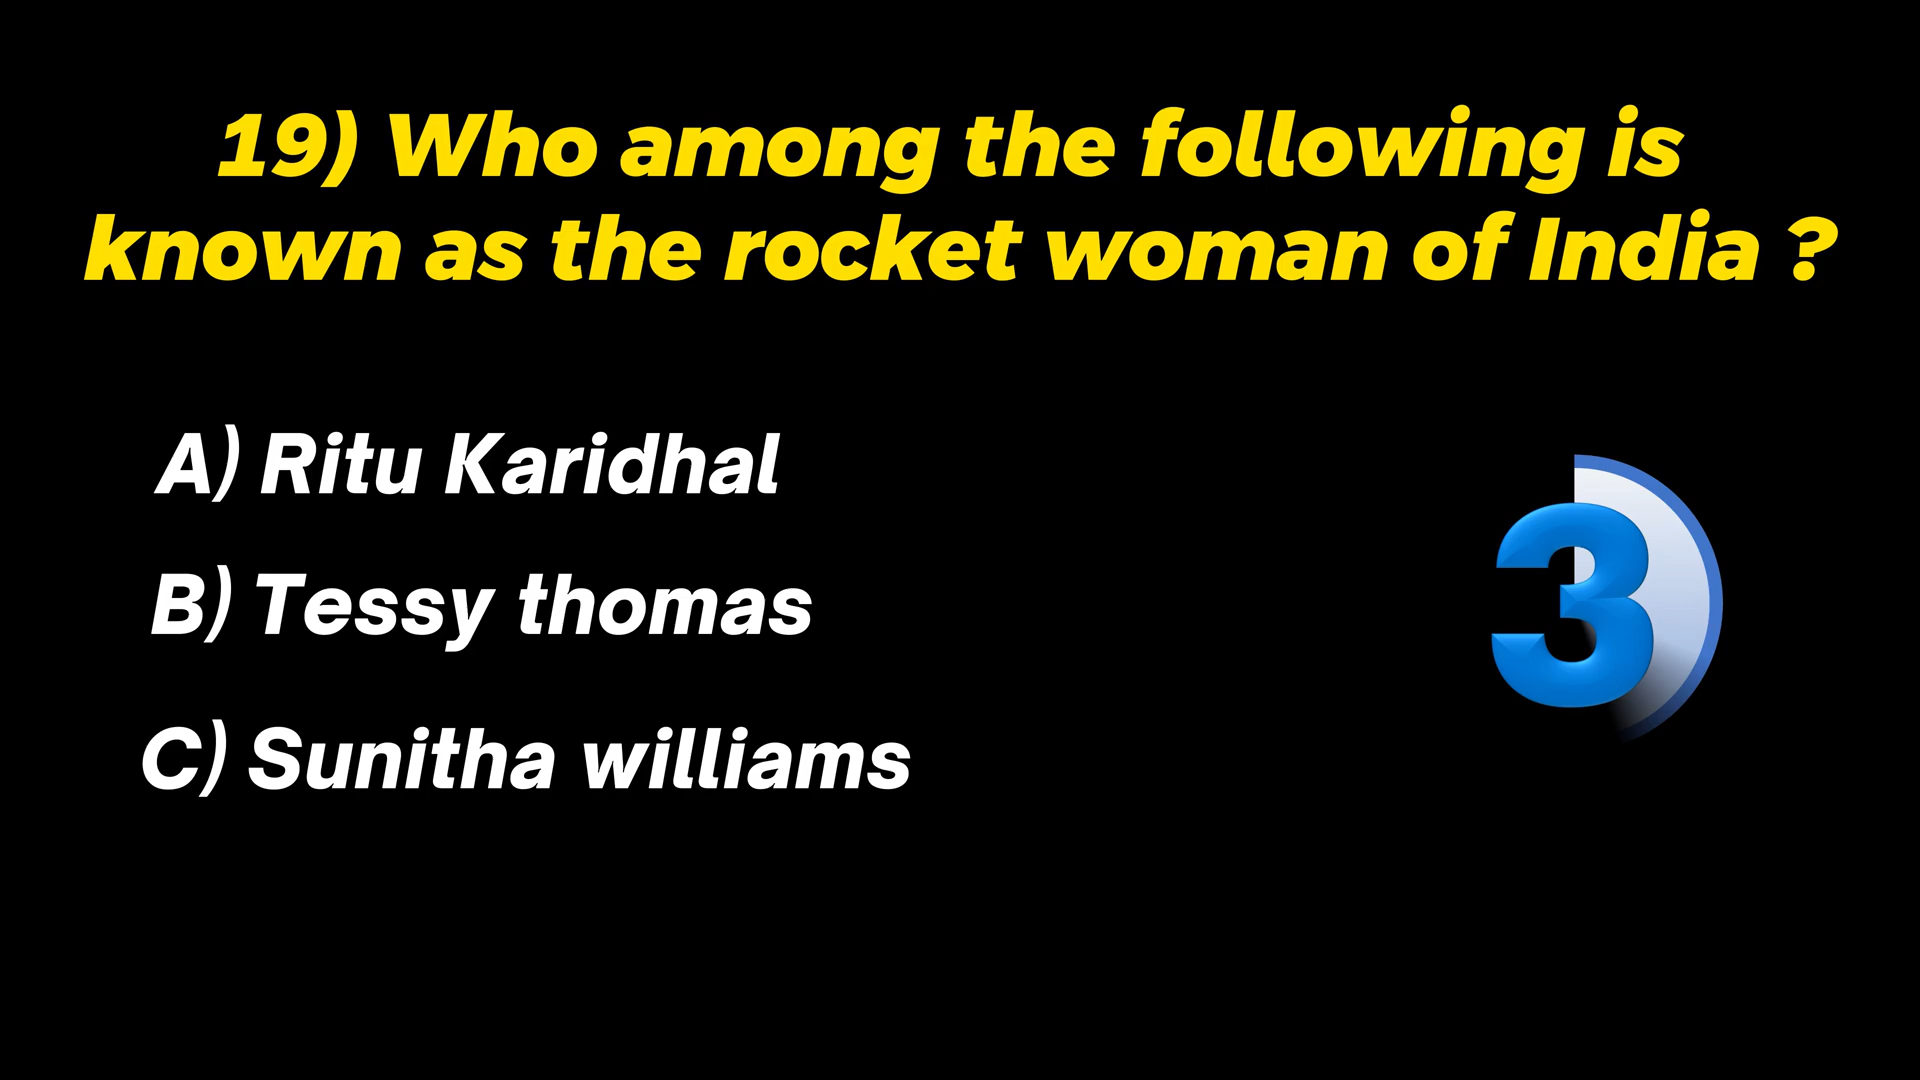 19) Who among the following is
known as the rocket woman of India ?
A) Ritu Karidhal
B) Tessy thomas
C) Sunitha williams
3